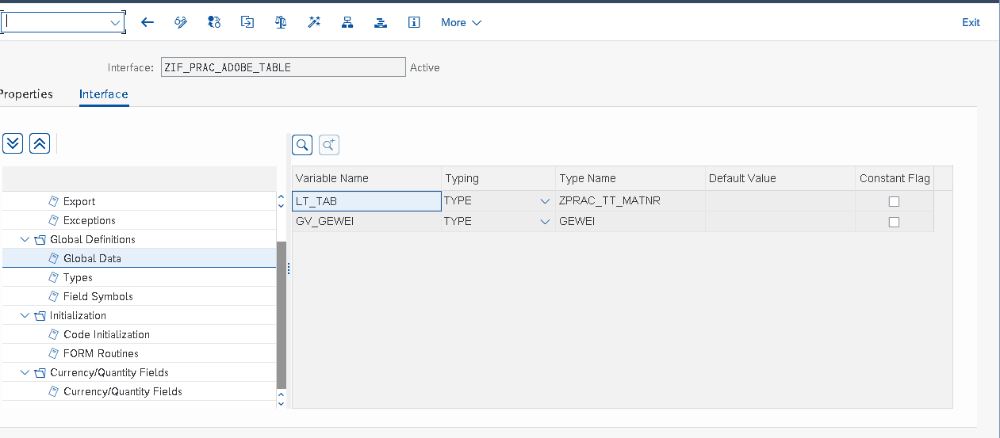 More
Exit
Interface: ZIF_PRAC_ADOBE_TABLE Active
Properties Interface
Variable Name Typing Type Name Default Value Constant Flag
LT_TAB TYPE ZPRAC_TT_MATNR
GV_GEWEI TYPE GEWEI
Export
Exceptions
Global Definitions
Global Data
Types
Field Symbols
Initialization
Code Initialization
FORM Routines
Currency/Quantity Fields
Currency/Quantity Fields